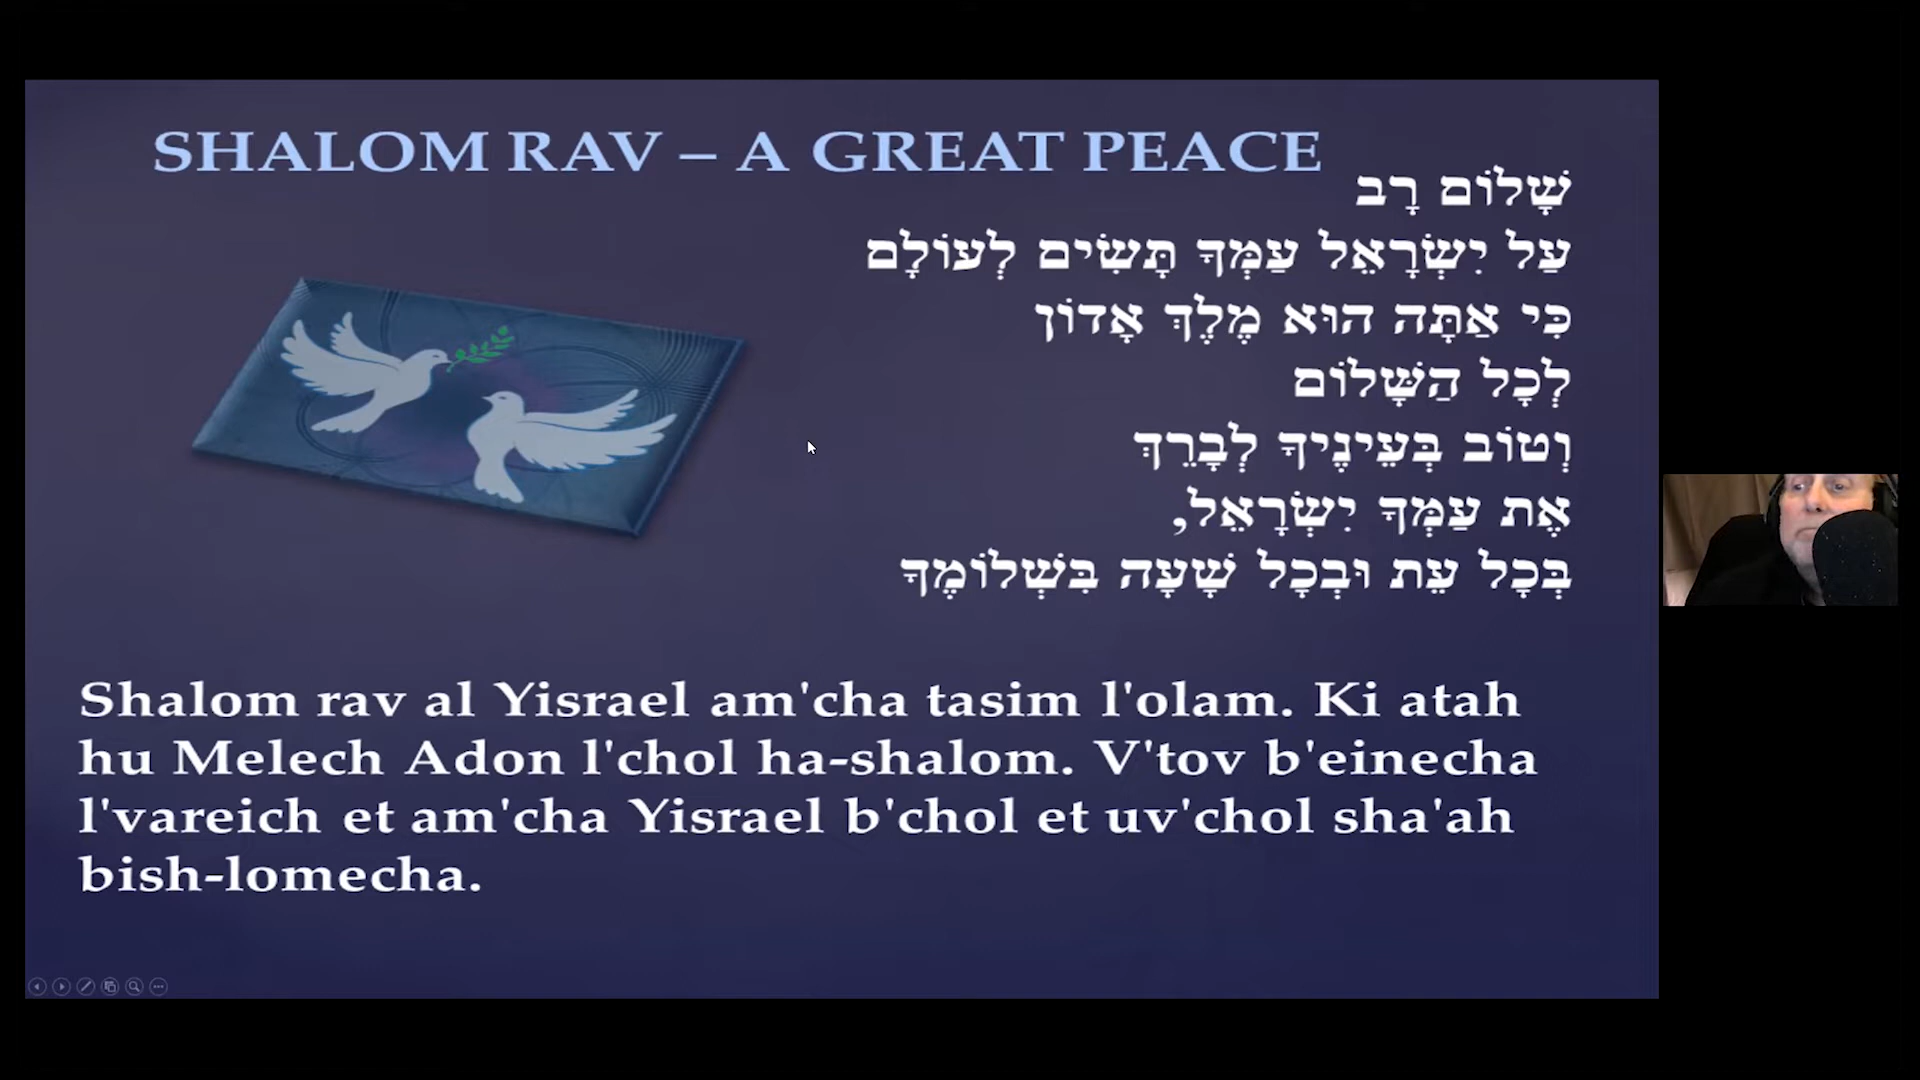 SHALOM RAV – A GREAT PEACE
שָׁלוֹם רָב
עַל יִשְׂרָאֵל עַמְּךָ תָּשִׂים לְעוֹלָם
כִּי אַתָּה הוּא מֶלֶךְ אָדוֹן
לְכָל הַשָּׁלוֹם
וְטוֹב בְּעֵינֶיךָ לְבָרֵךְ
אֶת עַמְּךָ יִשְׂרָאֵל,
בְּכָל עֵת וּבְכָל שָׁעָה בִּשְׁלוֹמֶךָ
Shalom rav al Yisrael am'cha tasim l'olam. Ki atah
hu Melech Adon l'chol ha-shalom. V'tov b'einecha
l'vareich et am'cha Yisrael b'chol et uv'chol sha'ah
bish-lomecha.